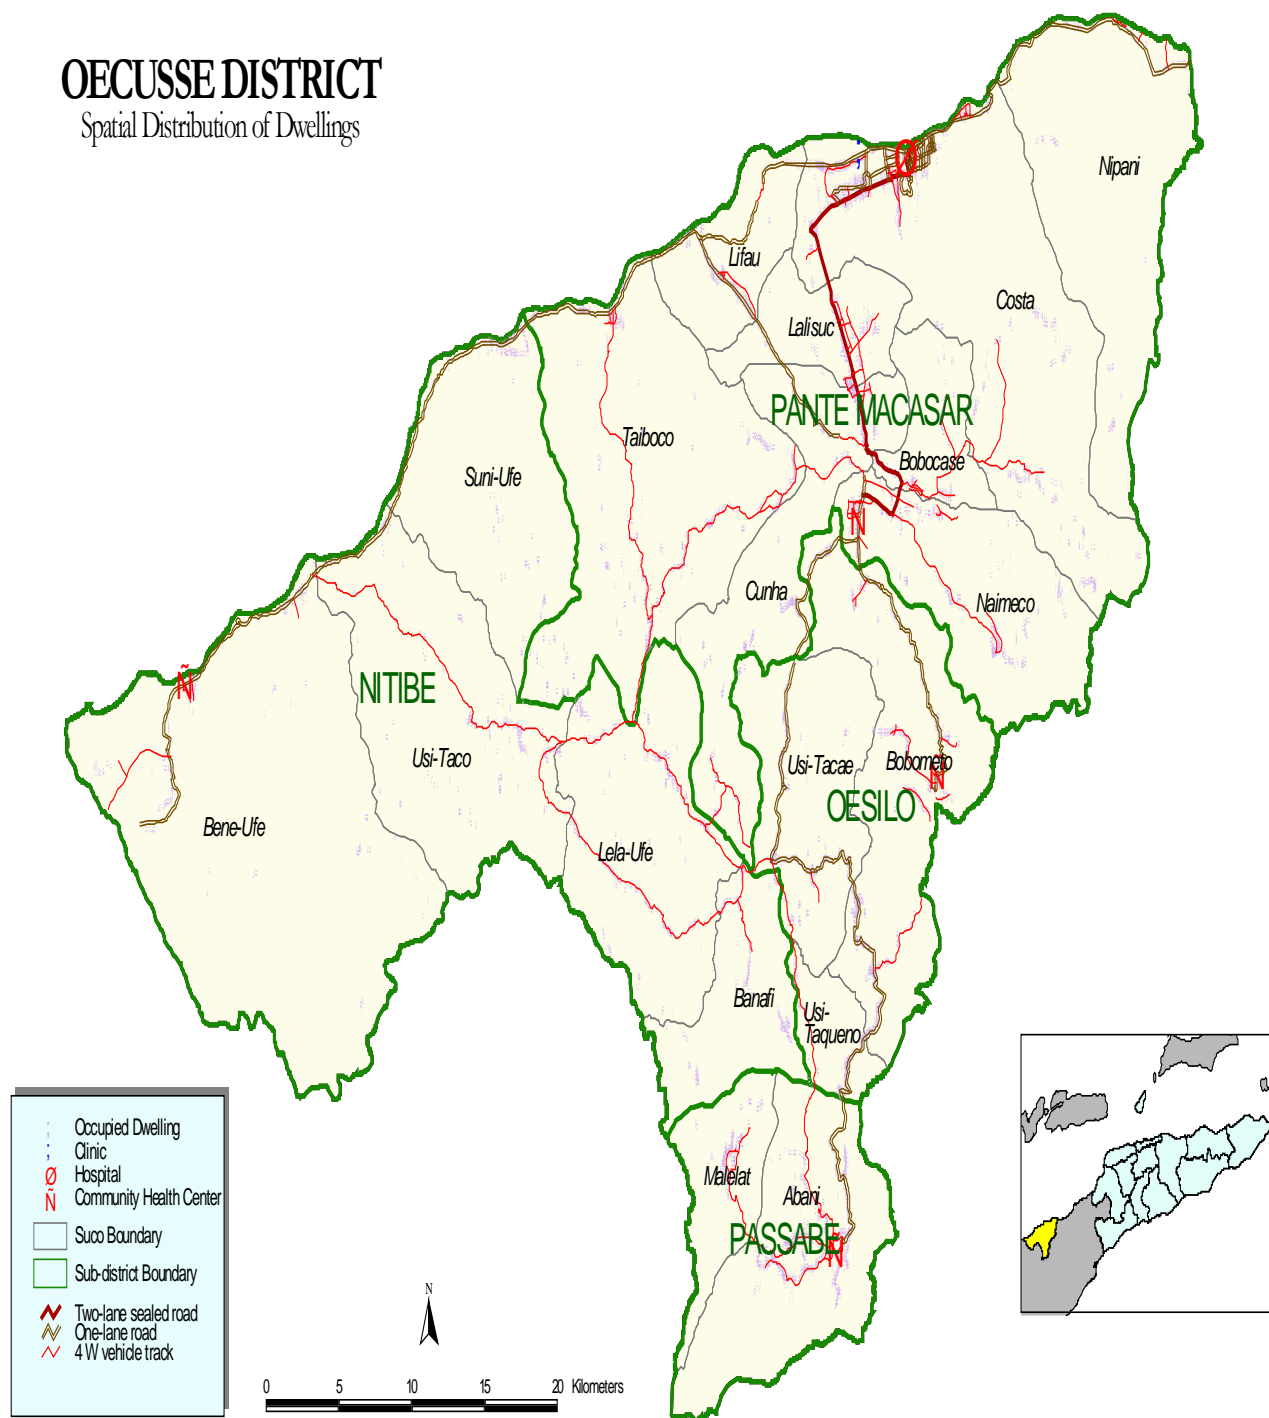 OECUSSE DISTRICT
Spatial Distribution of Dwellings
Nipani
Lifau
Costa
Lalisuc
PANTE MACASAR
Taiboco
Bobocase
Suni-Ufe
Ñ
Cunha
Naimeco
Ñ
NITIBE
Usi-Taco
Usi-Tacae
Bobometo
Ñ
OESILO
Bene-Ufe
Lela-Ufe
Banafi
Usi-
Taqueno
Malelat
Abani
PASSABE
Ñ
Occupied Dwelling
Clinic
Ø Hospital
Ñ Community Health Center
Suco Boundary
Sub-district Boundary
Two-lane sealed road
One-lane road
4 W vehicle track
N
0 5 10 15 20 Kilometers